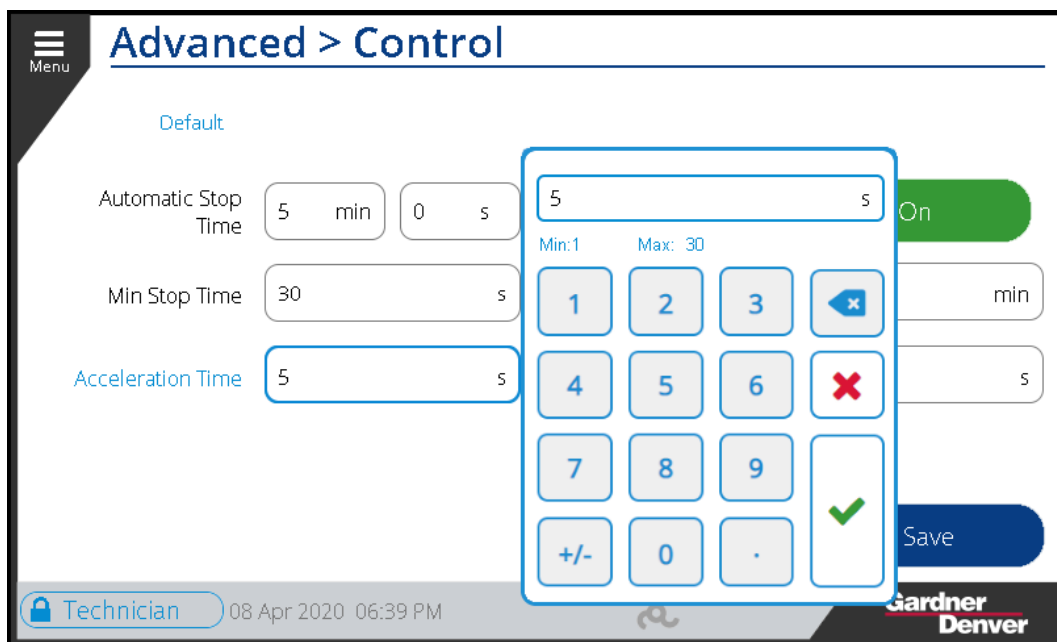 Menu
Advanced > Control
Default
Automatic Stop
Time
5 min
0 s
On
Min Stop Time
30 s
min
Acceleration Time
5 s
s
5 s
Min:1 Max: 30
1 2 3
4 5 6
7 8 9
+/- 0 .
Save
Technician 08 Apr 2020 06:39 PM
Gardner
Denver